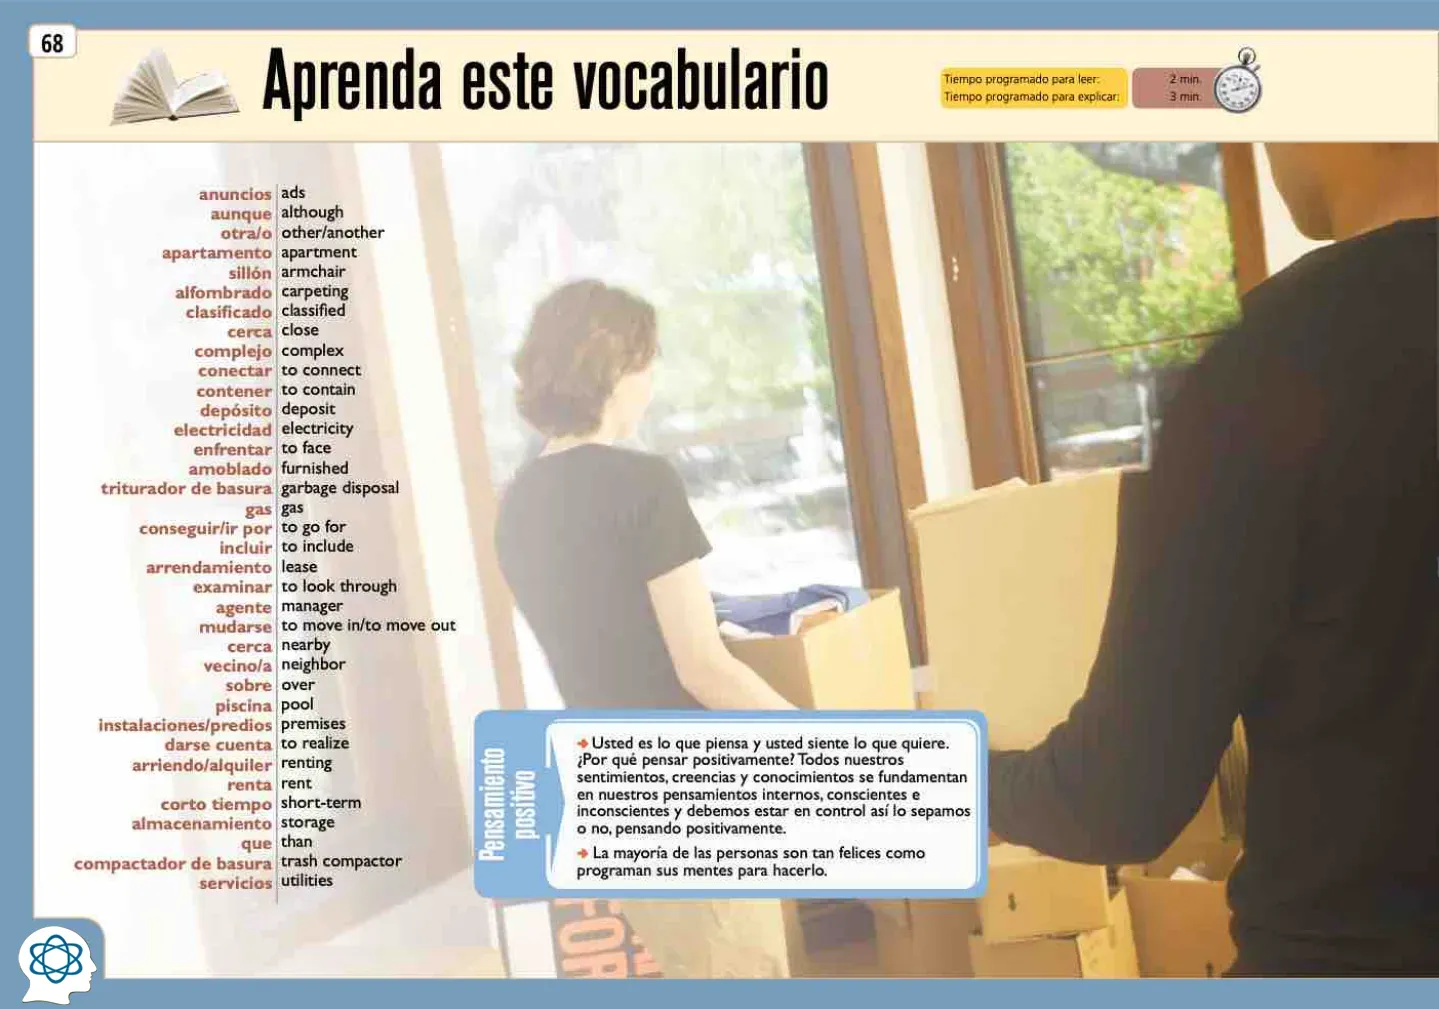 68
Aprenda este vocabulario
Tiempo programado para leer: 2 min.
Tiempo programado para explicar: 3 min.
anuncios ads
aunque although
otra/o other/another
apartamento apartment
sillón armchair
alfombrado carpeting
clasificado classified
cerca close
complejo complex
conectar to connect
contener to contain
depósito deposit
electricidad electricity
enfrentar to face
amoblado furnished
triturador de basura garbage disposal
gas gas
conseguir/ir por to go for
incluir to include
arrendamiento lease
examinar to look through
agente manager
mudarse to move in/to move out
cerca nearby
vecino/a neighbor
sobre over
piscina pool
instalaciones/predios premises
darse cuenta to realize
arriendo/alquiler renting
renta rent
corto tiempo short-term
almacenamiento storage
que than
compactador de basura trash compactor
servicios utilities
Pensamiento
positivo
Usted es lo que piensa y usted siente lo que quiere.
¿Por qué pensar positivamente? Todos nuestros
sentimientos, creencias y conocimientos se fundamentan
en nuestros pensamientos internos, conscientes e
inconscientes y debemos estar en control así lo sepamos
o no, pensando positivamente.
La mayoría de las personas son tan felices como
programan sus mentes para hacerlo.
FOR